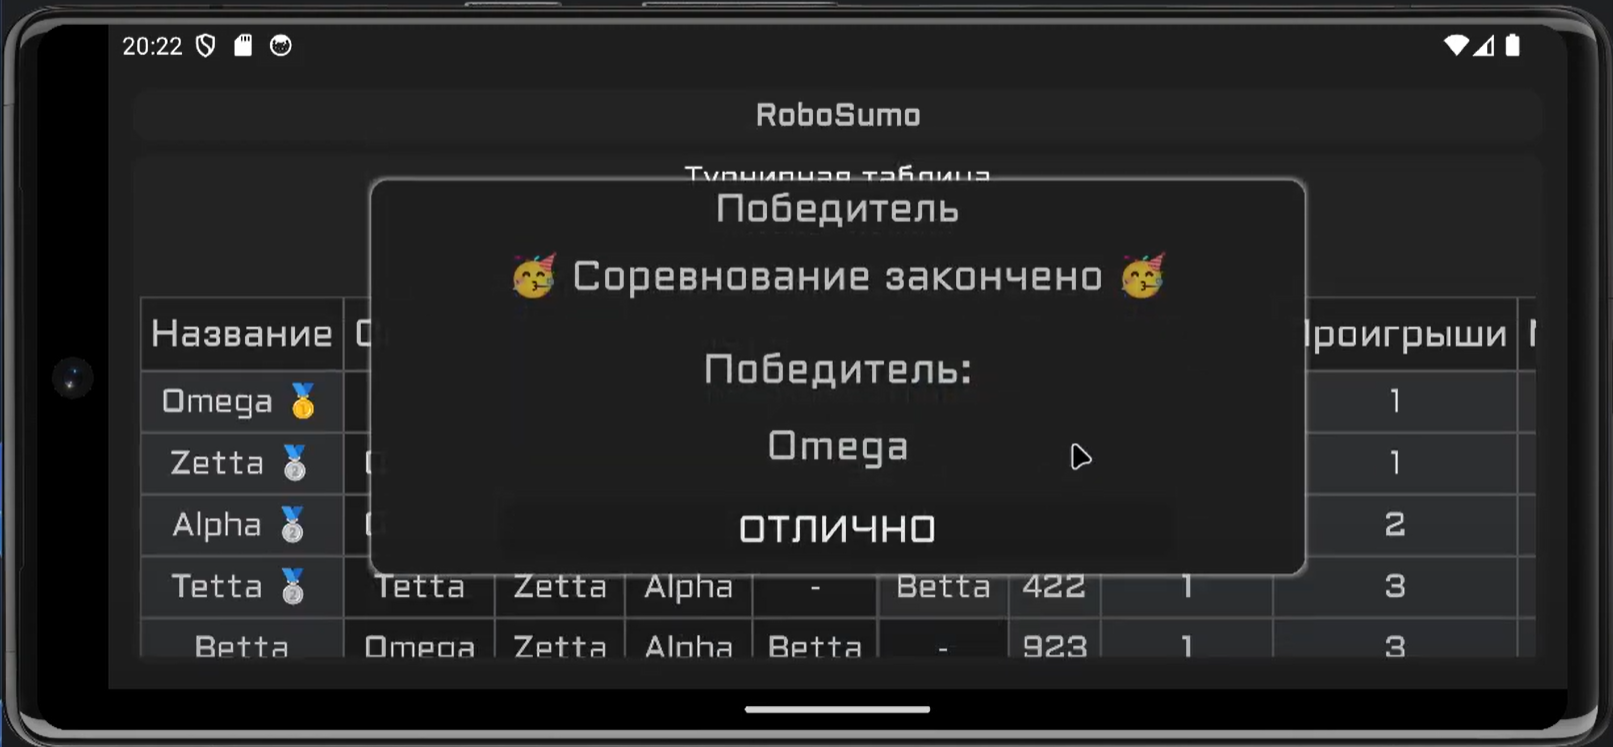 20:22
RoboSumo
Турнирная таблица
Победитель
🥳 Соревнование закончено 🥳
Победитель:
Omega
ОТЛИЧНО
Название Проигрыши
Omega 1
Zetta 1
Alpha 2
Tetta Tetta Zetta Alpha - Betta 422 1 3
Betta Omega Zetta Alpha Betta - 923 1 3